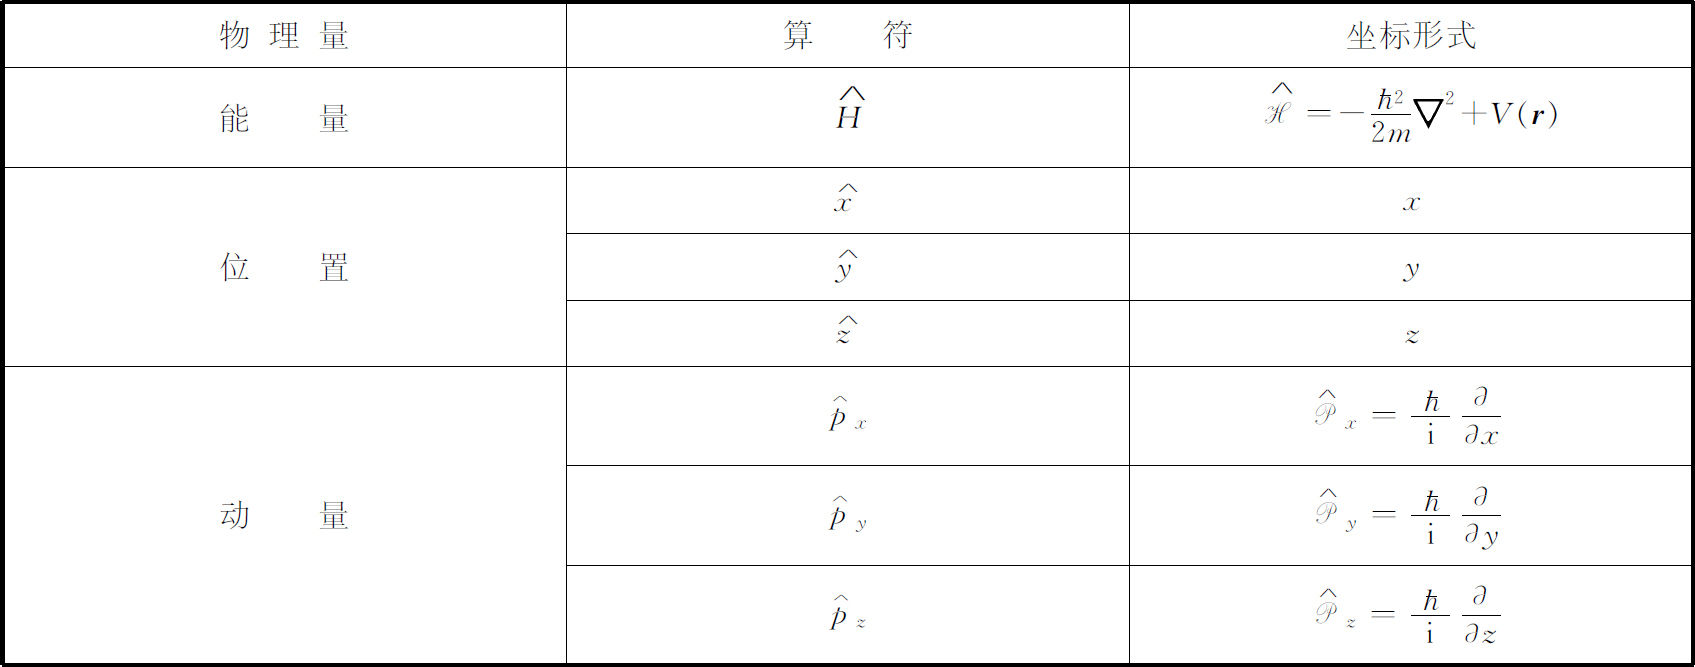 物理量 算符 坐标形式
能量 $\hat{H}$ $\hat{\mathscr{H}}=-\frac{\hbar^2}{2m}\nabla^2+V(\boldsymbol{r})$
位置 $\hat{x}$ $x$
$\hat{y}$ $y$
$\hat{z}$ $z$
动量 $\hat{p}_x$ $\hat{\mathscr{P}}_x=\frac{\hbar}{\mathrm{i}}\frac{\partial}{\partial x}$
$\hat{p}_y$ $\hat{\mathscr{P}}_y=\frac{\hbar}{\mathrm{i}}\frac{\partial}{\partial y}$
$\hat{p}_z$ $\hat{\mathscr{P}}_z=\frac{\hbar}{\mathrm{i}}\frac{\partial}{\partial z}$